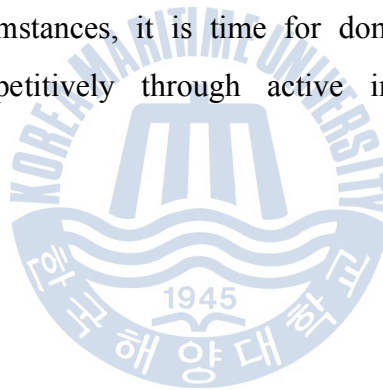 mstances, it is time for don
petitively through active in
KOREA MARITIME UNIVERSITY
1945
한국해양대학교